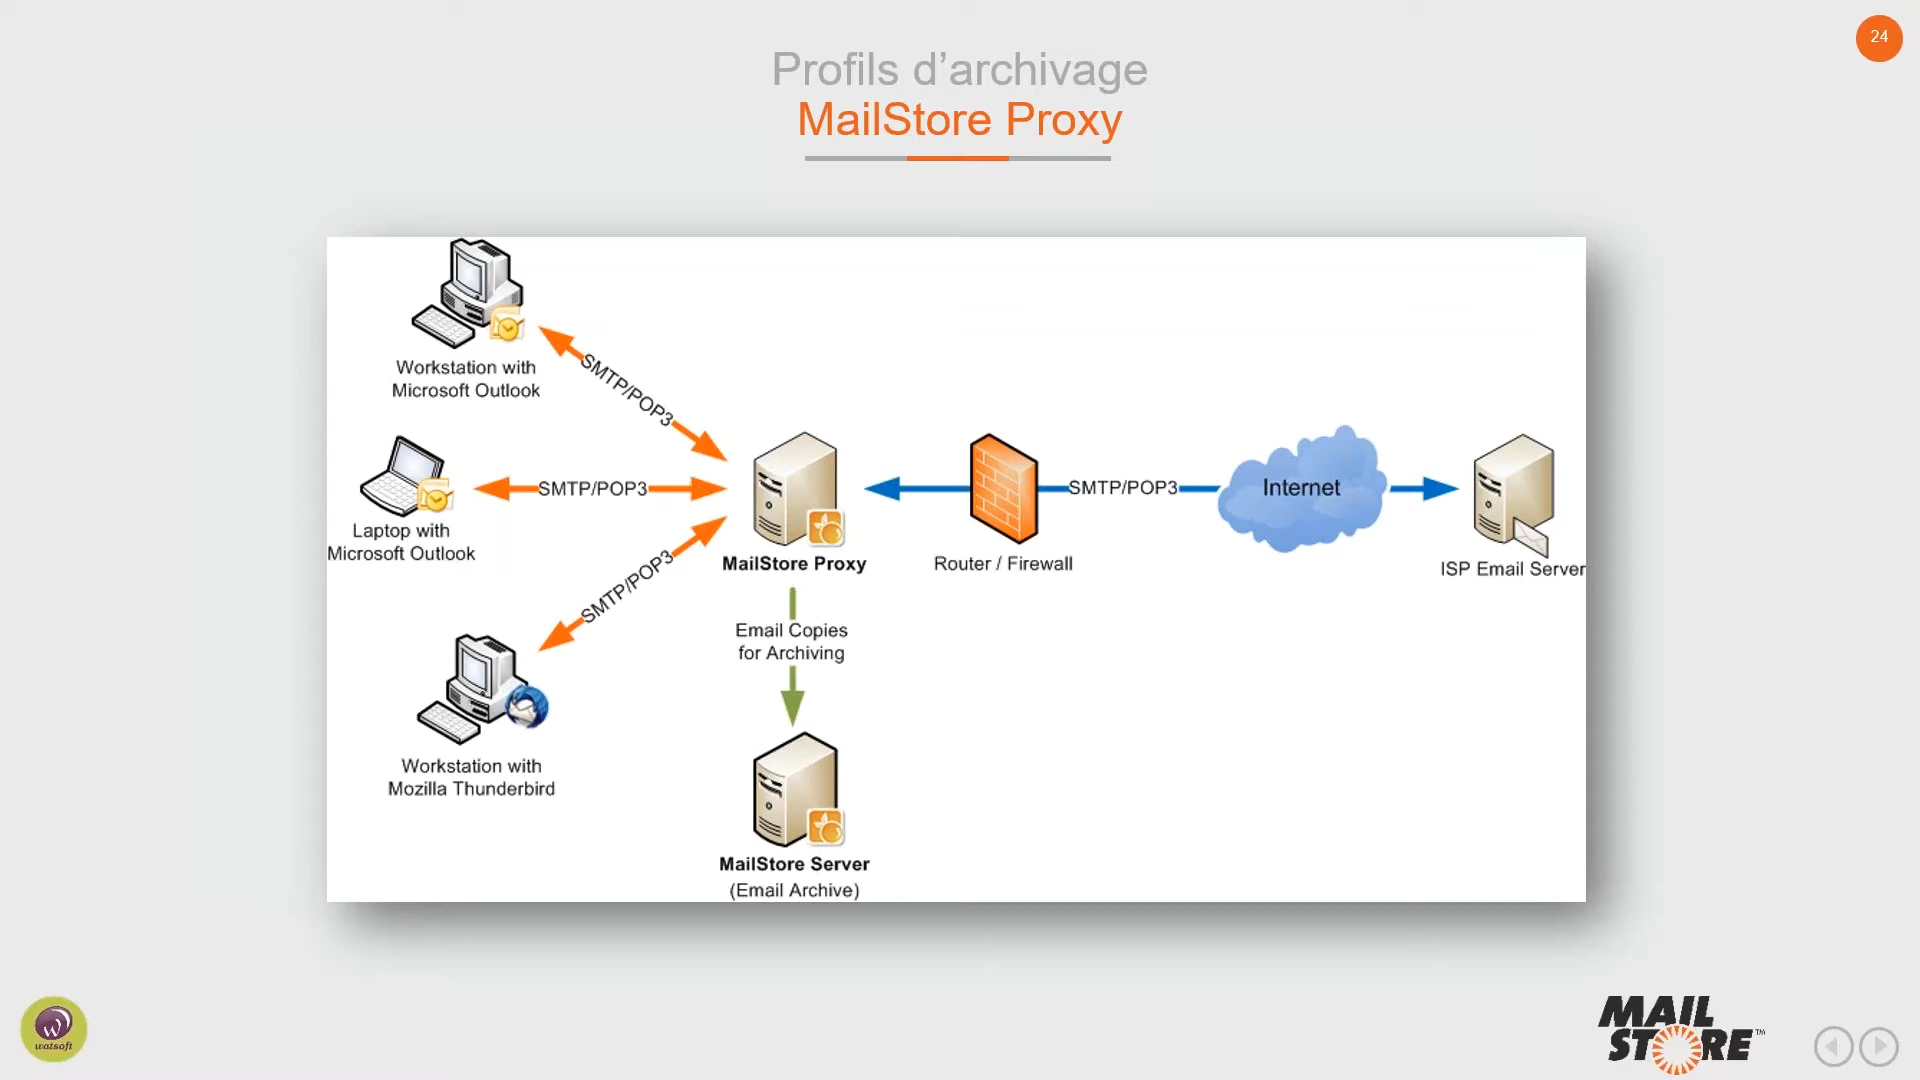 24
Profils d’archivage
MailStore Proxy
Workstation with
Microsoft Outlook
SMTP/POP3
Laptop with
Microsoft Outlook
SMTP/POP3
SMTP/POP3
Workstation with
Mozilla Thunderbird
MailStore Proxy
Router / Firewall
SMTP/POP3
Internet
ISP Email Server
Email Copies
for Archiving
MailStore Server
(Email Archive)
watsoft
MAIL
STORE™